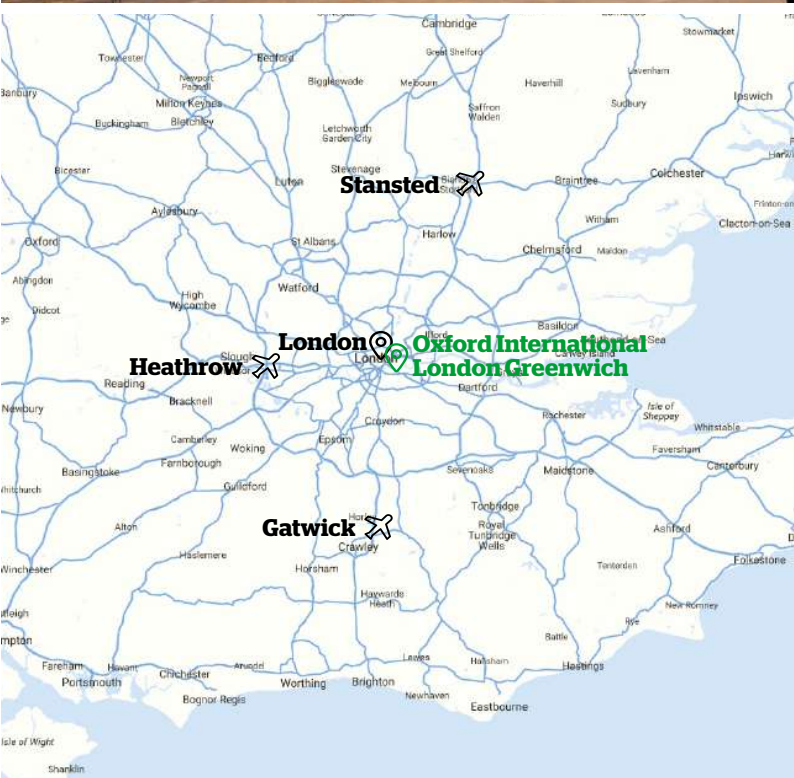 Cambridge
Stowmarket
Great Shelford
Towcester
Bedford
Lavenham
Newport
Pagnell
Biggleswade
Melbourn
Haverhill
Banbury
Milton Keynes
Saffron
Walden
Sudbury
Ipswich
Buckingham
Bletchley
Letchworth
Garden City
Bicester
Stevenage
Luton
Stansted
Braintree
Colchester
Aylesbury
Witham
Frinton-on
Clacton-on-Sea
Oxford
St Albans
Harlow
Chelmsford
Maldon
Abingdon
Watford
High
Wycombe
Didcot
Basildon
London
Ilford
Oxford International
London Greenwich
Southend-on-Sea
Canvey Island
Slough
London
Heathrow
Reading
Dartford
Newbury
Bracknell
Croydon
Rochester
Isle of
Sheppey
Whitstable
Camberley
Woking
Epsom
Faversham
Farnborough
Basingstoke
Sevenoaks
Maidstone
Canterbury
Guildford
Tonbridge
Gatwick
Alton
Royal
Tunbridge
Wells
Ashford
Crawley
Haslemere
Folkestone
Winchester
Horsham
Tenterden
Haywards
Heath
New Romney
Rye
Battle
Fareham
Havant
Chichester
Arundel
Lewes
Hailsham
Hastings
Portsmouth
Worthing
Brighton
Bognor Regis
Newhaven
Eastbourne
Isle of Wight
Shanklin